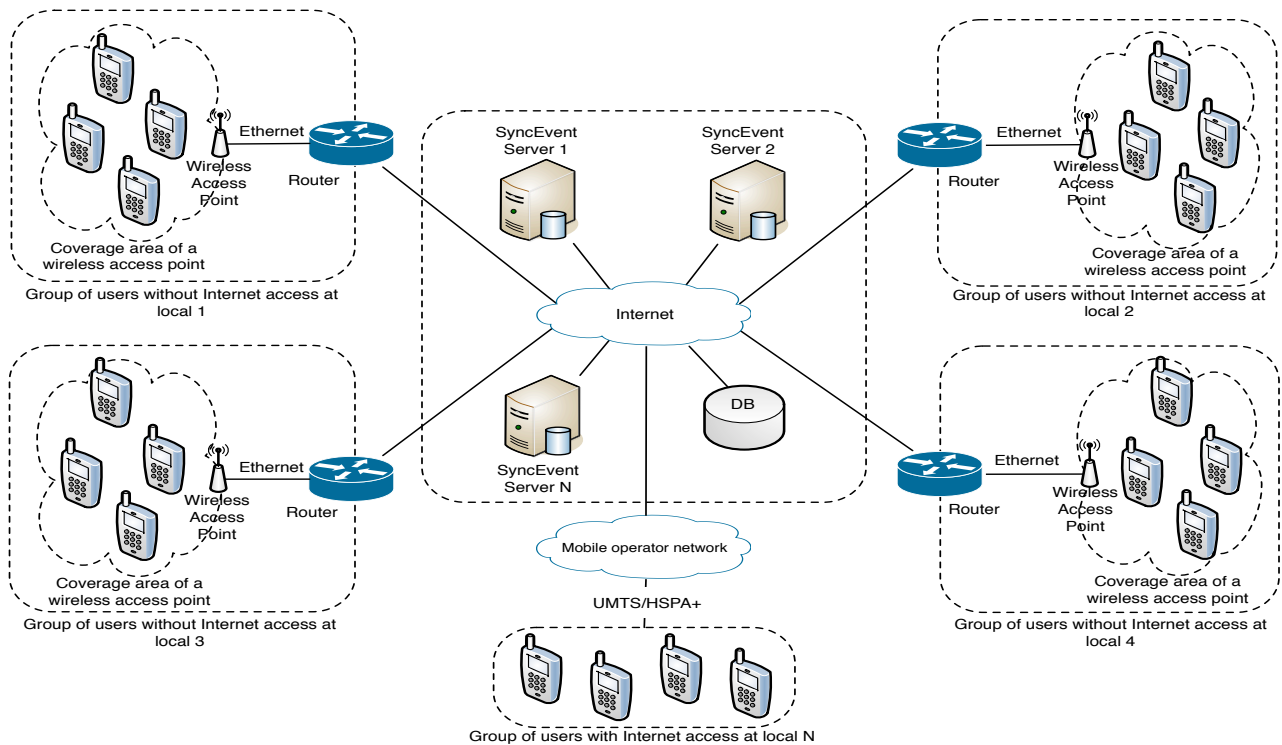 Ethernet
Wireless
Access
Point
Router
Coverage area of a
wireless access point
Group of users without Internet access at
local 1
SyncEvent
Server 1
SyncEvent
Server 2
Ethernet
Router
Wireless
Access
Point
Coverage area of a
wireless access point
Group of users without Internet access at
local 2
Internet
DB
SyncEvent
Server N
Ethernet
Wireless
Access
Point
Router
Coverage area of a
wireless access point
Group of users without Internet access at
local 3
Ethernet
Router
Wireless
Access
Point
Coverage area of a
wireless access point
Group of users without Internet access at
local 4
Mobile operator network
UMTS/HSPA+
Group of users with Internet access at local N